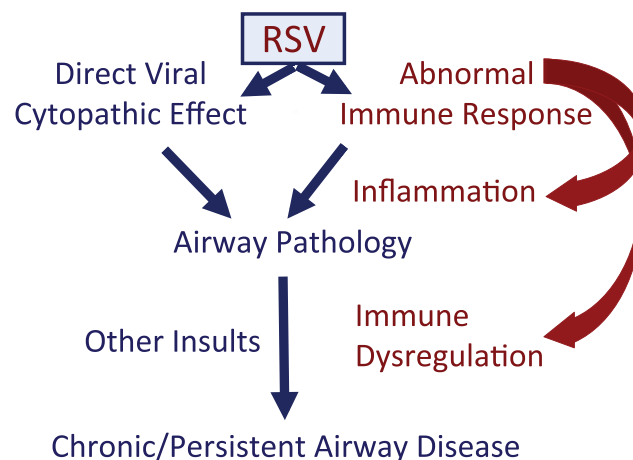 RSV
Direct Viral
Cytopathic Effect
Abnormal
Immune Response
Inflammation
Airway Pathology
Other Insults
Immune
Dysregulation
Chronic/Persistent Airway Disease